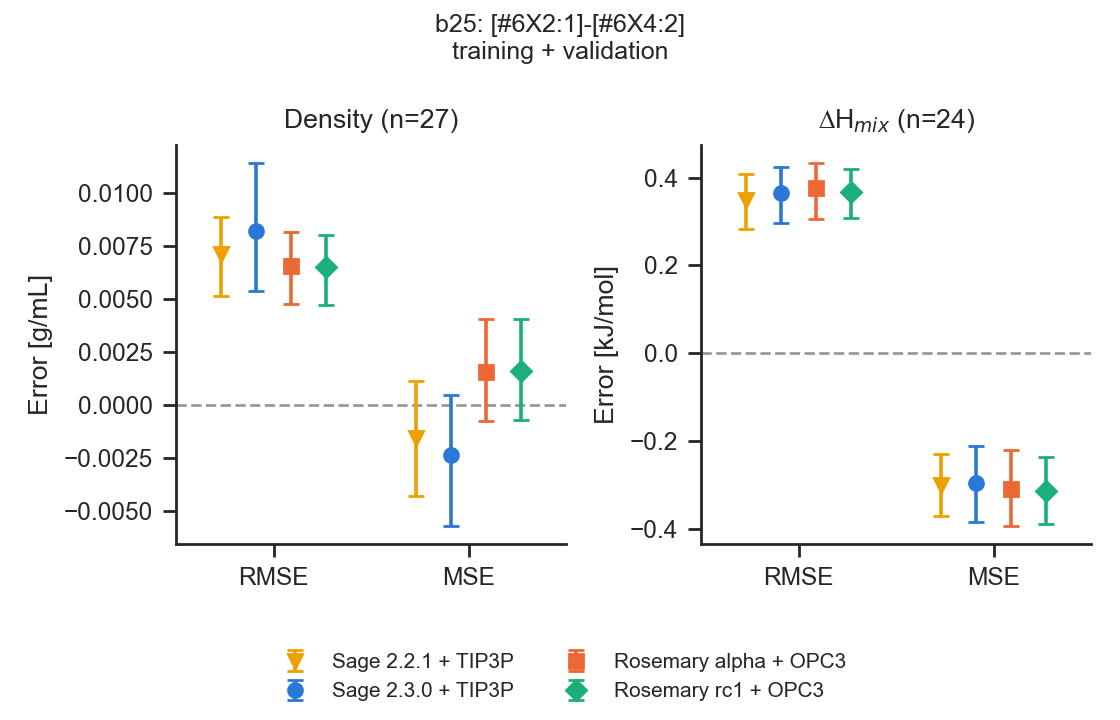 b25: [#6X2:1]-[#6X4:2]
training + validation
Density (n=27)
Error [g/mL]
0.0100
0.0075
0.0050
0.0025
0.0000
−0.0025
−0.0050
RMSE
MSE
ΔHmix (n=24)
Error [kJ/mol]
0.4
0.2
0.0
−0.2
−0.4
RMSE
MSE
Sage 2.2.1 + TIP3P
Sage 2.3.0 + TIP3P
Rosemary alpha + OPC3
Rosemary rc1 + OPC3